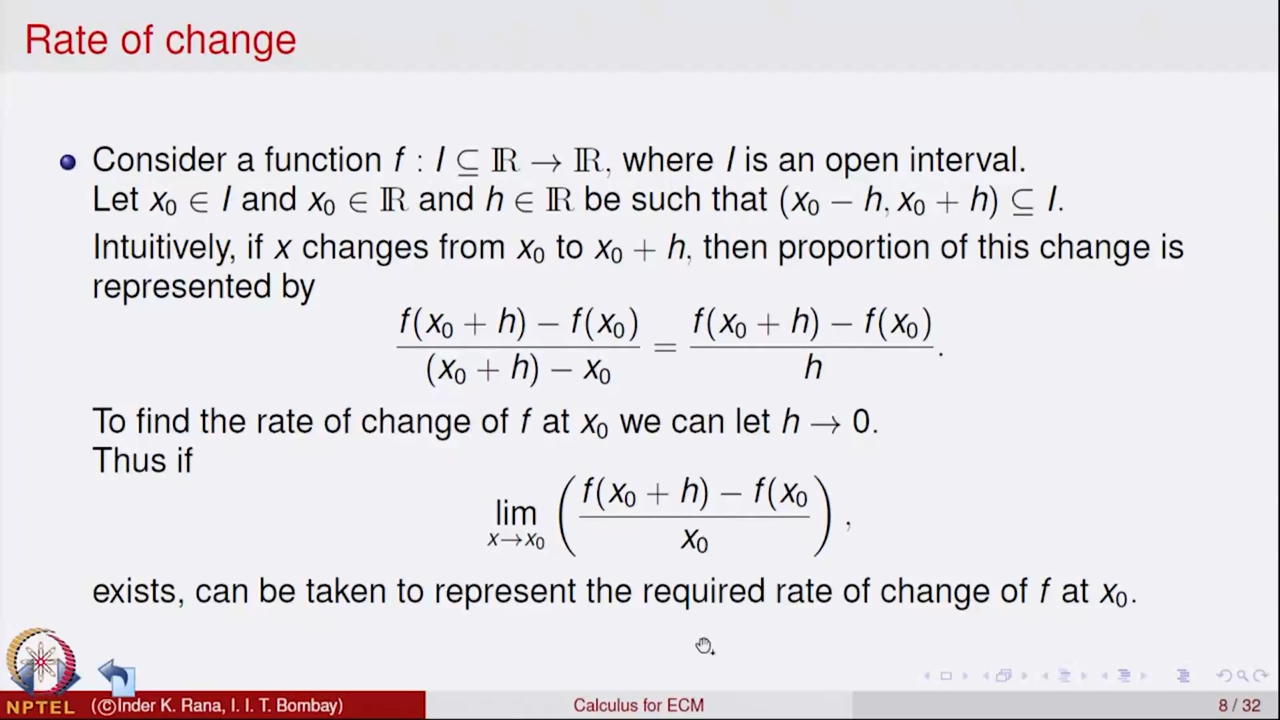 Rate of change
Consider a function f : I ⊆ ℝ → ℝ, where I is an open interval.
Let x₀ ∈ I and x₀ ∈ ℝ and h ∈ ℝ be such that (x₀ − h, x₀ + h) ⊆ I.
Intuitively, if x changes from x₀ to x₀ + h, then proportion of this change is
represented by
f(x₀ + h) − f(x₀) / (x₀ + h) − x₀ = f(x₀ + h) − f(x₀) / h .
To find the rate of change of f at x₀ we can let h → 0.
Thus if
lim x→x₀ ( f(x₀ + h) − f(x₀ / x₀ ) ,
exists, can be taken to represent the required rate of change of f at x₀.
NPTEL (©Inder K. Rana, I. I. T. Bombay) Calculus for ECM 8 / 32